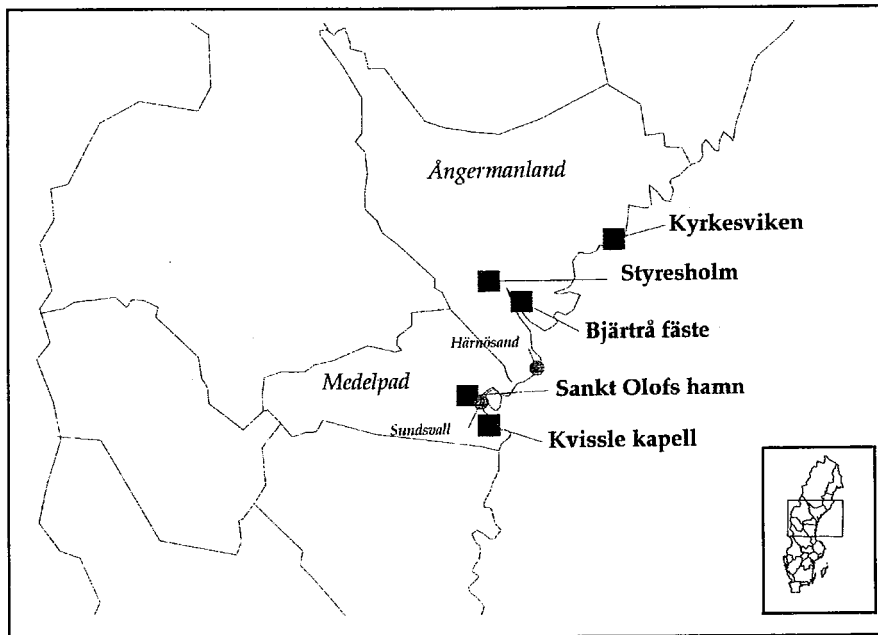 Ångermanland
Kyrkesviken
Styresholm
Bjärtrå fäste
Härnösand
Medelpad
Sankt Olofs hamn
Sundsvall
Kvissle kapell